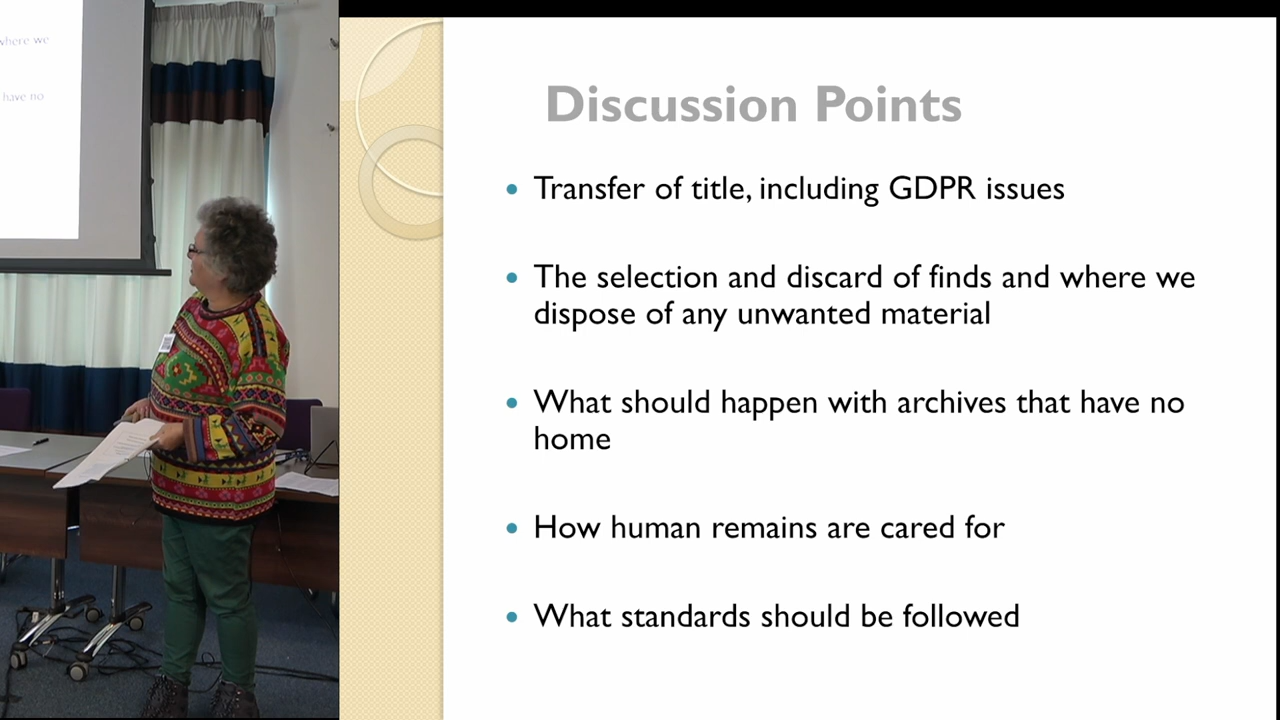 where we
have no
Discussion Points
Transfer of title, including GDPR issues
The selection and discard of finds and where we
dispose of any unwanted material
What should happen with archives that have no
home
How human remains are cared for
What standards should be followed